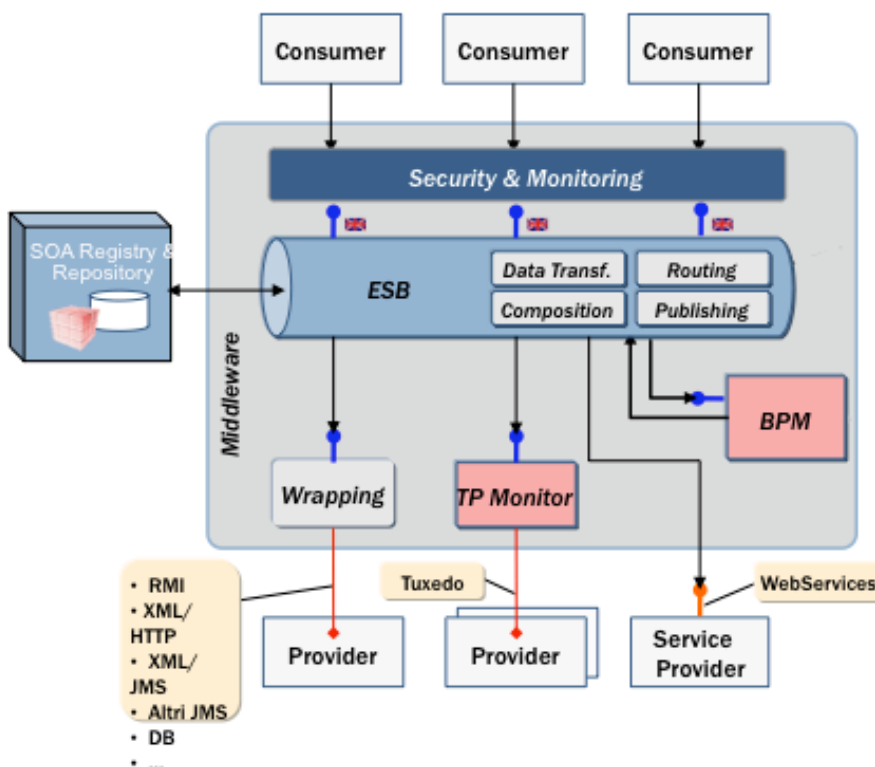 Consumer
Consumer
Consumer
Security & Monitoring
SOA Registry &
Repository
ESB
Data Transf.
Routing
Composition
Publishing
Middleware
BPM
Wrapping
TP Monitor
• RMI
• XML/
HTTP
• XML/
JMS
• Altri JMS
• DB
• ...
Tuxedo
WebServices
Provider
Provider
Service
Provider